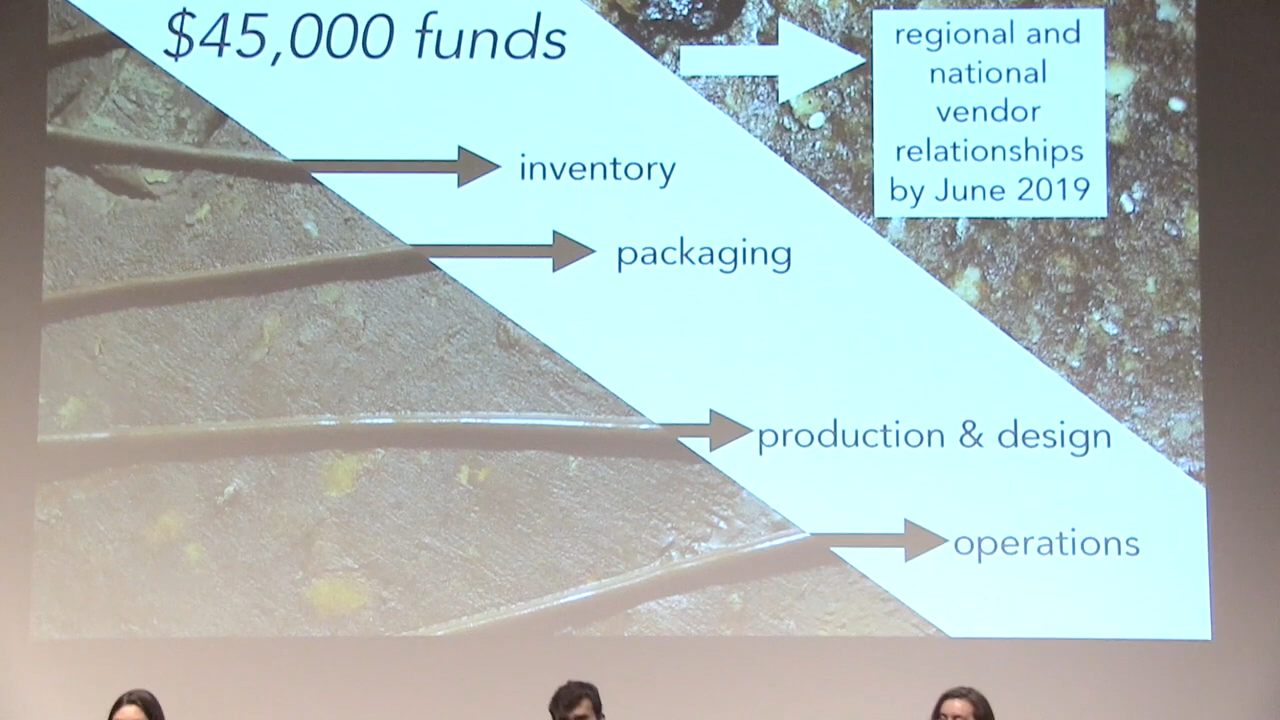 $45,000 funds
regional and
national
vendor
relationships
by June 2019
inventory
packaging
production & design
operations